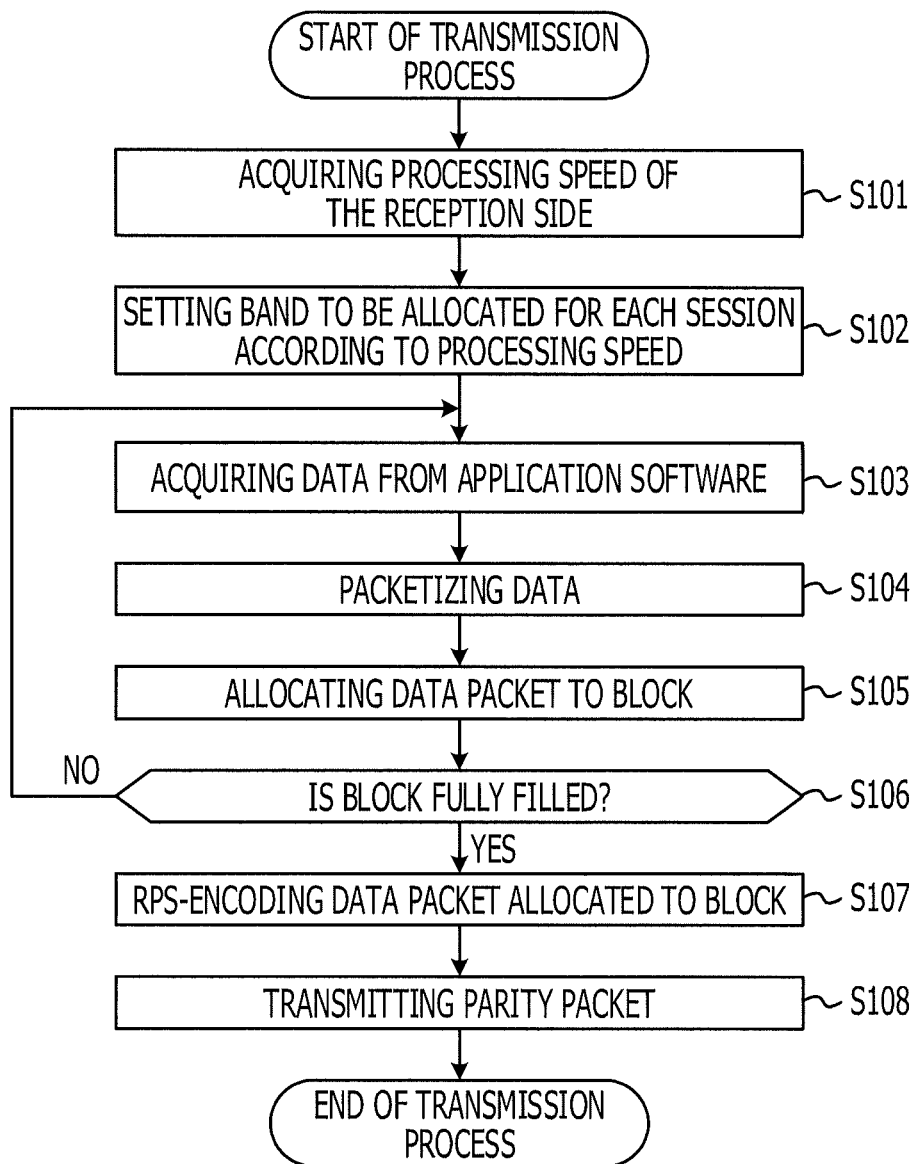 START OF TRANSMISSION
PROCESS
ACQUIRING PROCESSING SPEED OF
THE RECEPTION SIDE
S101
SETTING BAND TO BE ALLOCATED FOR EACH SESSION
ACCORDING TO PROCESSING SPEED
S102
ACQUIRING DATA FROM APPLICATION SOFTWARE
S103
PACKETIZING DATA
S104
ALLOCATING DATA PACKET TO BLOCK
S105
NO
IS BLOCK FULLY FILLED?
S106
YES
RPS-ENCODING DATA PACKET ALLOCATED TO BLOCK
S107
TRANSMITTING PARITY PACKET
S108
END OF TRANSMISSION
PROCESS